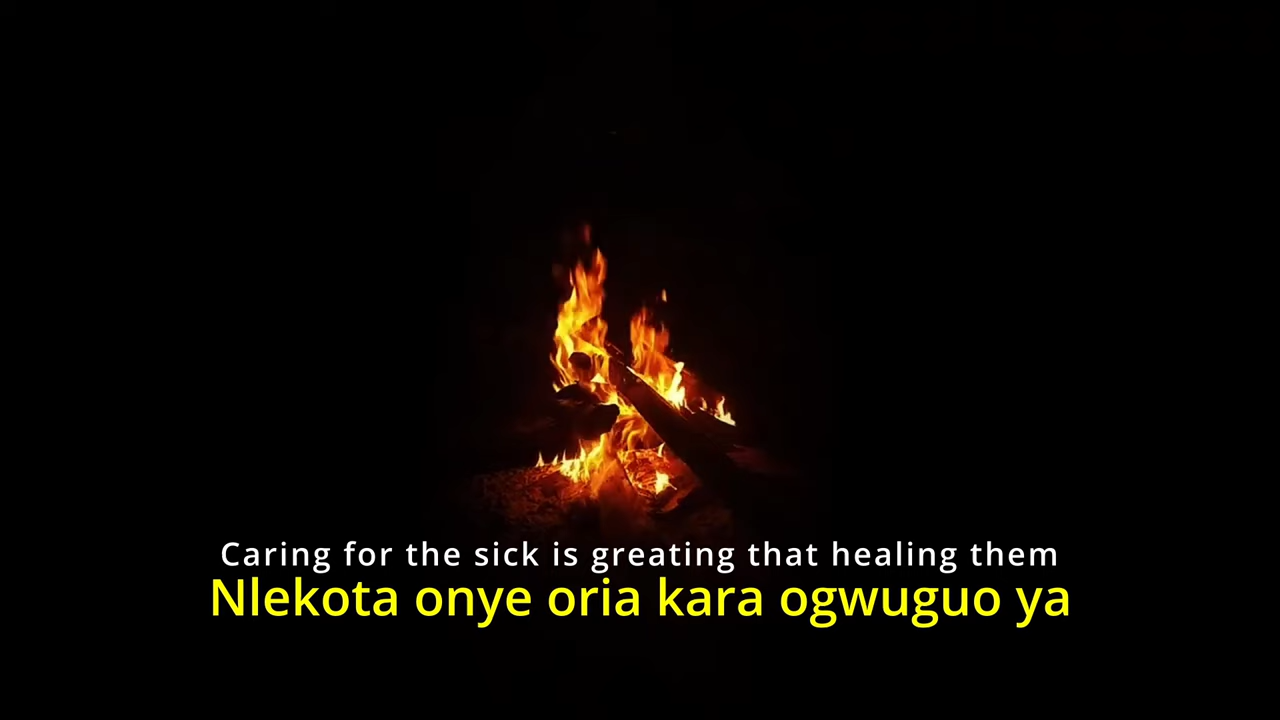 Caring for the sick is greating that healing them
Nlekota onye oria kara ogwuguo ya